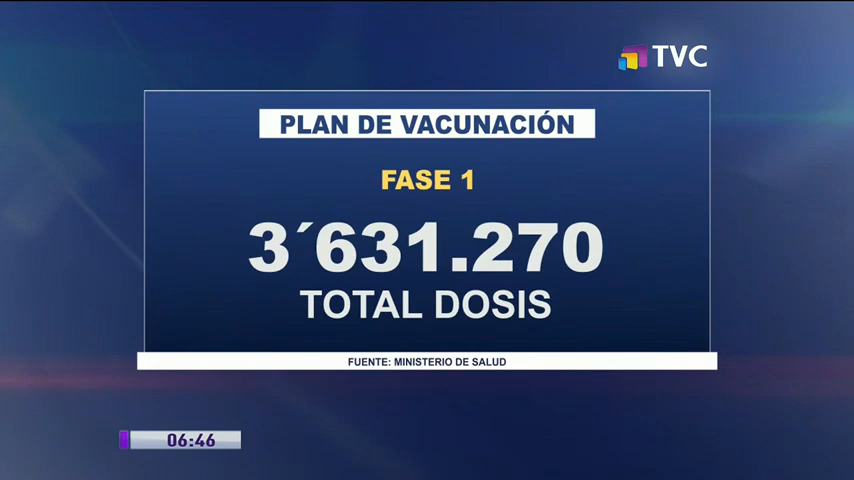 TVC
PLAN DE VACUNACIÓN
FASE 1
3´631.270
TOTAL DOSIS
FUENTE: MINISTERIO DE SALUD
06:46